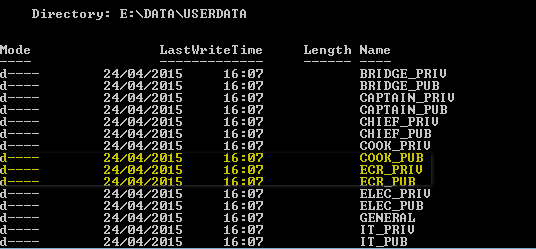 Directory: E:\DATA\USERDATA
Mode LastWriteTime Length Name
---- ------------- ------ ----
d---- 24/04/2015 16:07 BRIDGE_PRIV
d---- 24/04/2015 16:07 BRIDGE_PUB
d---- 24/04/2015 16:07 CAPTAIN_PRIV
d---- 24/04/2015 16:07 CAPTAIN_PUB
d---- 24/04/2015 16:07 CHIEF_PRIV
d---- 24/04/2015 16:07 CHIEF_PUB
d---- 24/04/2015 16:07 COOK_PRIV
d---- 24/04/2015 16:07 COOK_PUB
d---- 24/04/2015 16:07 ECR_PRIV
d---- 24/04/2015 16:07 ECR_PUB
d---- 24/04/2015 16:07 ELEC_PRIV
d---- 24/04/2015 16:07 ELEC_PUB
d---- 24/04/2015 16:07 GENERAL
d---- 24/04/2015 16:07 IT_PRIV
d---- 24/04/2015 16:07 IT_PUB